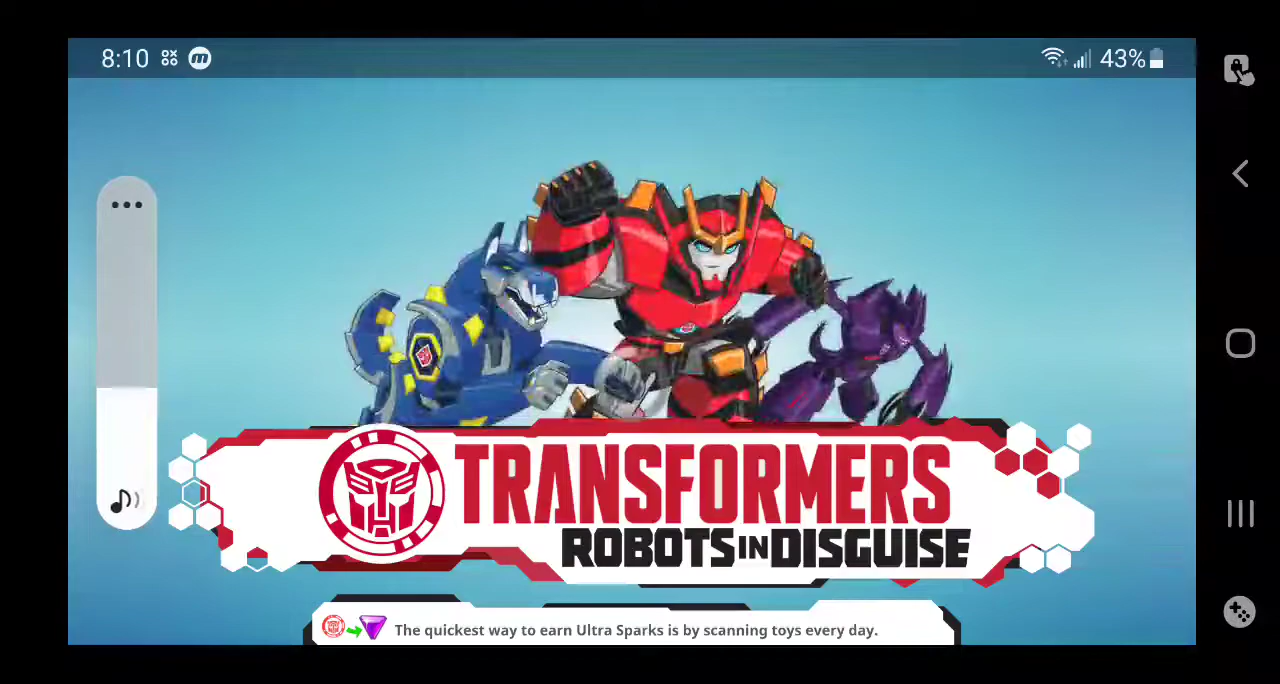 8:10
43%
TRANSFORMERS
ROBOTS IN DISGUISE
The quickest way to earn Ultra Sparks is by scanning toys every day.